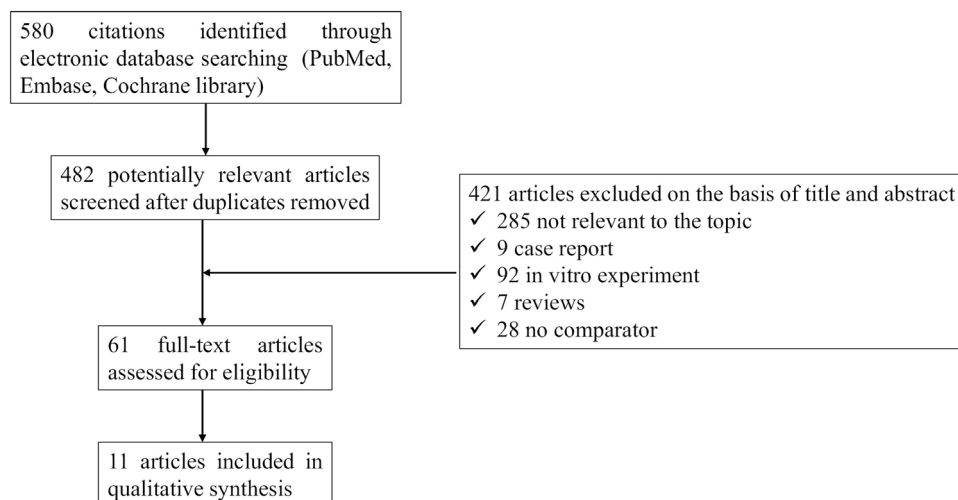 580 citations identified through
electronic database searching (PubMed,
Embase, Cochrane library)
482 potentially relevant articles
screened after duplicates removed
421 articles excluded on the basis of title and abstract
✓ 285 not relevant to the topic
✓ 9 case report
✓ 92 in vitro experiment
✓ 7 reviews
✓ 28 no comparator
61 full-text articles
assessed for eligibility
11 articles included in
qualitative synthesis